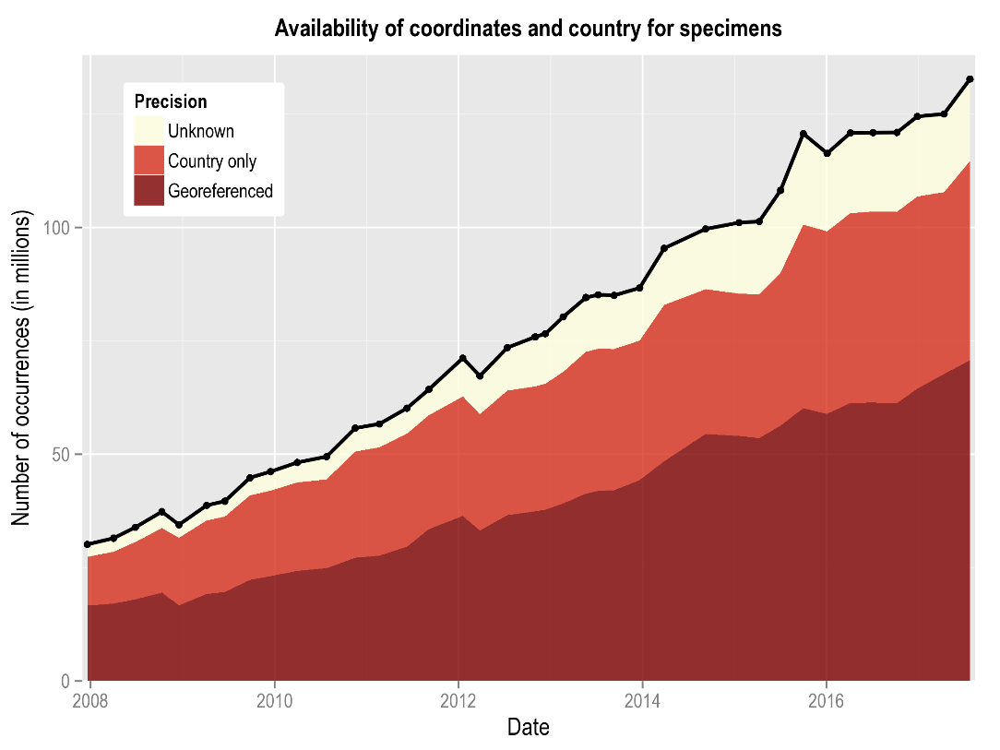 Availability of coordinates and country for specimens
Precision
Unknown
Country only
Georeferenced
Number of occurrences (in millions)
100
50
0
2008
2010
2012
2014
2016
Date